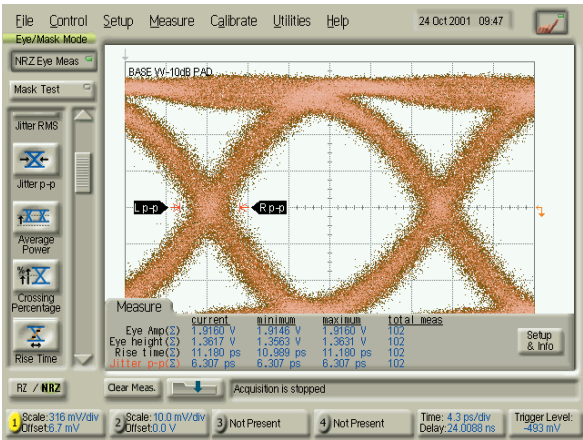 File Control Setup Measure Calibrate Utilities Help 24 Oct 2001 09:47
Eye/Mask Mode
NRZ Eye Meas
Mask Test
Jitter RMS
Jitter p-p
Average
Power
Crossing
Percentage
Rise Time
BASE W-10dB PAD
L p-p
R p-p
Measure
current minimum maximum total meas
Eye Amp(Σ) 1.9160 V 1.9146 V 1.9160 V 102
Eye height(Σ) 1.3617 V 1.3563 V 1.3631 V 102
Rise time(Σ) 11.180 ps 10.989 ps 11.180 ps 102
Jitter p-p(Σ) 6.307 ps 6.307 ps 6.307 ps 102
Setup
& Info
RZ / NRZ
Clear Meas.
Acquisition is stopped
1 Scale:316 mV/div
Offset:6.7 mV
2 Scale:10.0 mV/div
Offset:0.0 V
3 Not Present
4 Not Present
Time: 4.3 ps/div
Delay:24.0088 ns
Trigger Level:
-493 mV